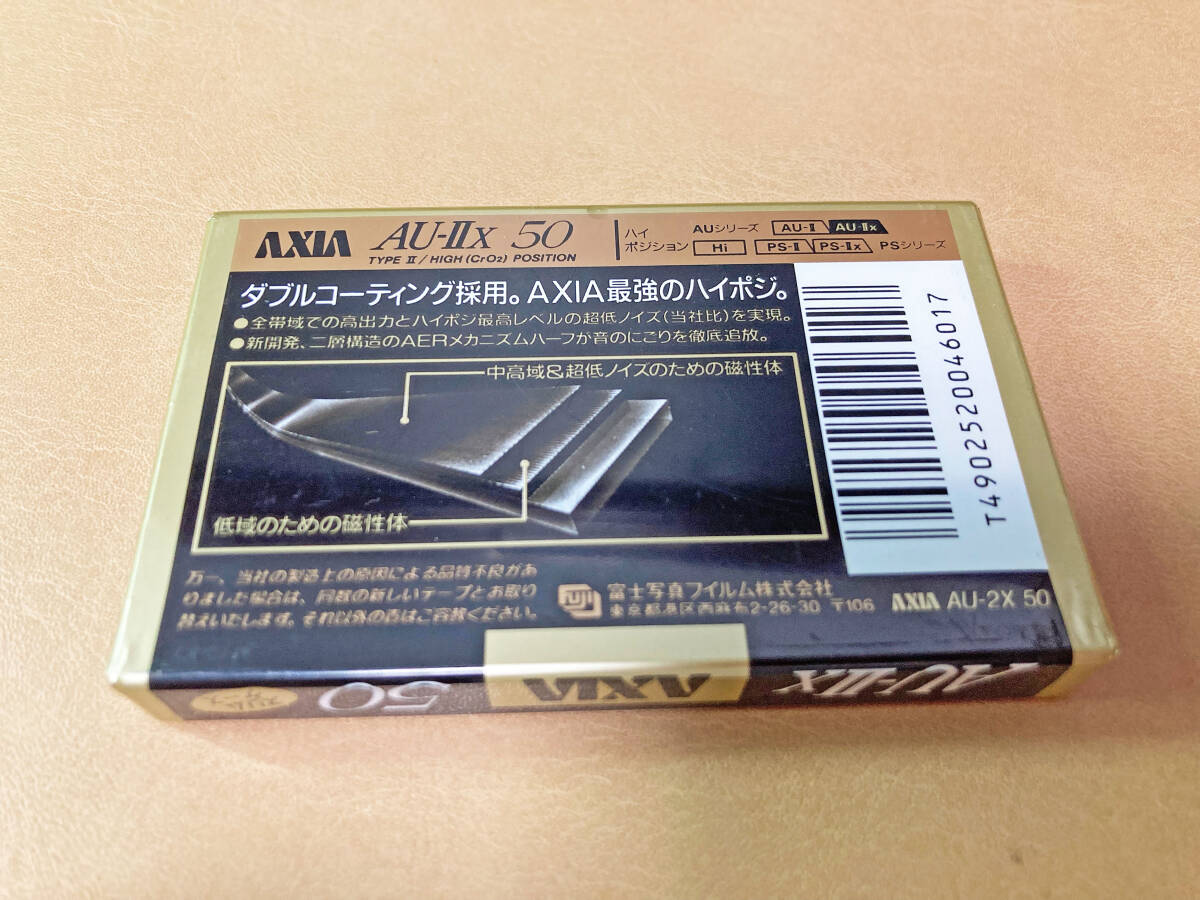 AXIA AU-IIx 50
TYPE II/HIGH (CrO2) POSITION
ハイ
ポジション
AUシリーズ AU-I AU-IIx
Hi PS-II PS-IIx PSシリーズ
ダブルコーティング採用。AXIA最強のハイポジ。
●全帯域での高出力とハイポジ最高レベルの超低ノイズ(当社比)を実現。
●新開発、二層構造のAERメカニズムハーフが音のにごりを徹底追放。
中高域&超低ノイズのための磁性体
低域のための磁性体
T4902520046017
万一、当社の製造上の原因による品質不良があ
りました場合は、同数の新しいテープとお取り
替えいたします。それ以外の責はご容赦ください。
FUJI 富士写真フイルム株式会社
東京都港区西麻布2-26-30 〒106
AXIA AU-2X 50
AU-IIx
AXIA
50